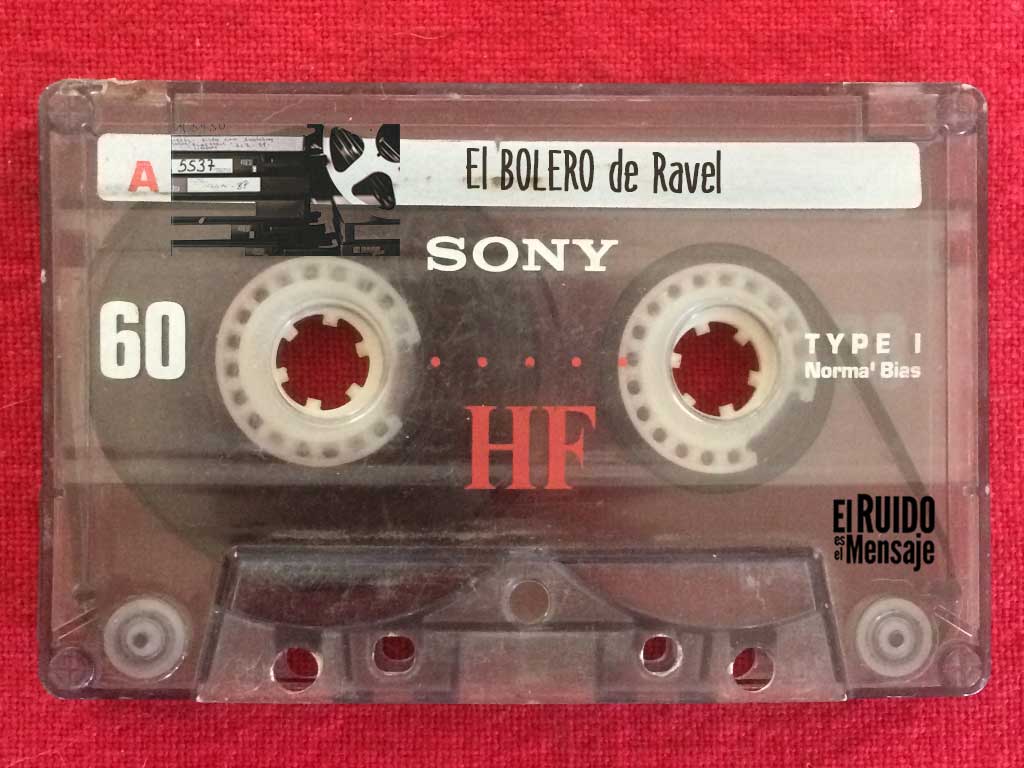 A
5537
El BOLERO de Ravel
SONY
60
TYPE I
Normal Bias
HF
El RUIDO
es el Mensaje